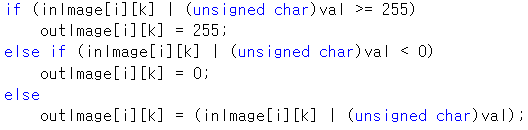 if (inImage[i][k] | (unsigned char)val >= 255)
    outImage[i][k] = 255;
else if (inImage[i][k] | (unsigned char)val < 0)
    outImage[i][k] = 0;
else
    outImage[i][k] = (inImage[i][k] | (unsigned char)val);